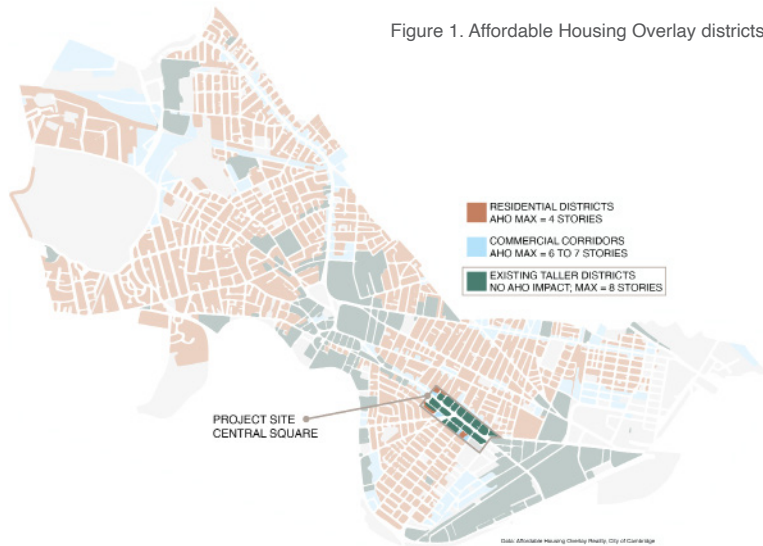 Figure 1. Affordable Housing Overlay districts
RESIDENTIAL DISTRICTS
AHO MAX = 4 STORIES
COMMERCIAL CORRIDORS
AHO MAX = 6 TO 7 STORIES
EXISTING TALLER DISTRICTS
NO AHO IMPACT; MAX = 8 STORIES
PROJECT SITE
CENTRAL SQUARE
Data: Affordable Housing Overlay Reality, City of Cambridge